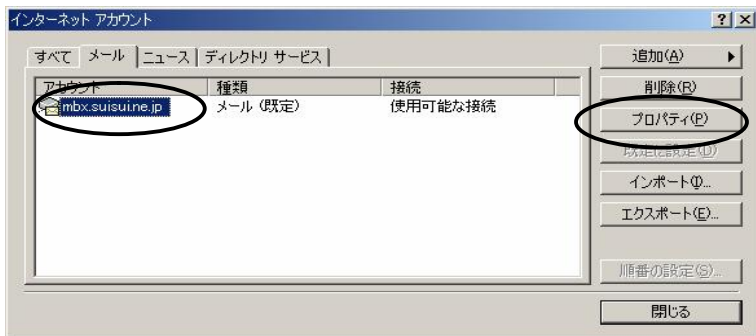 インターネット アカウント
すべて メール ニュース ディレクトリ サービス
アカウント 種類 接続
mbx.suisui.ne.jp メール (既定) 使用可能な接続
追加(A)
削除(R)
プロパティ(P)
既定に設定(D)
インポート(I)...
エクスポート(E)...
順番の設定(S)...
閉じる